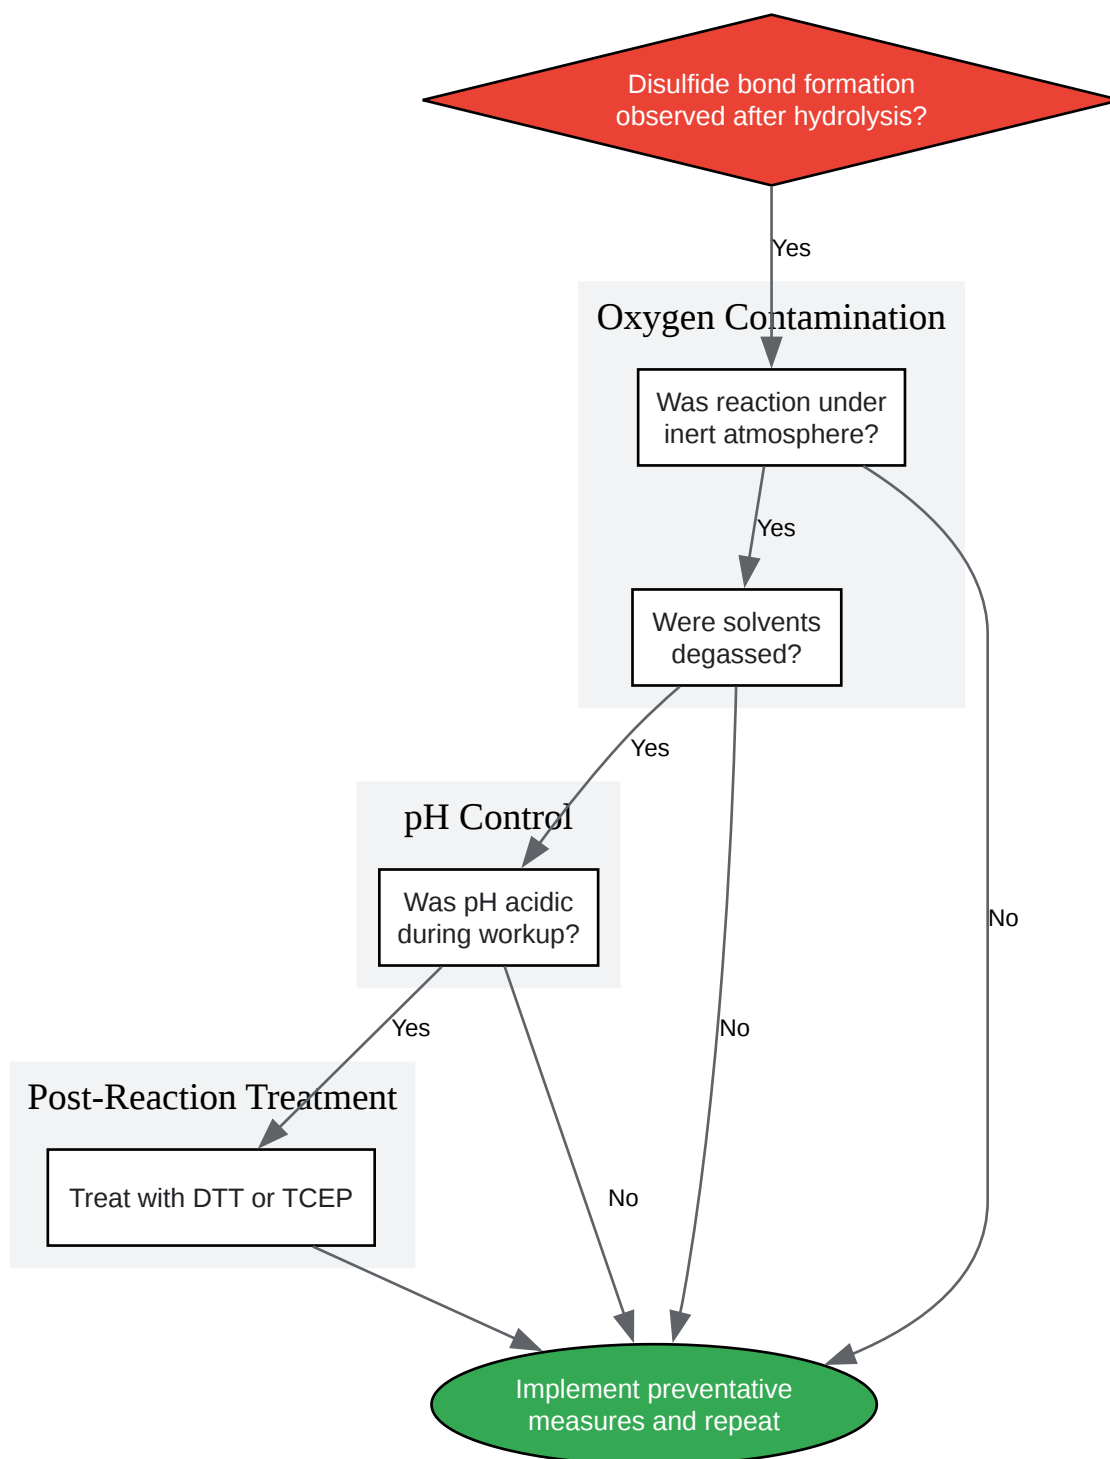 Disulfide bond formation
observed after hydrolysis?
Yes
Oxygen Contamination
Was reaction under
inert atmosphere?
Yes
Were solvents
degassed?
Yes
pH Control
Was pH acidic
during workup?
No
Yes
No
Post-Reaction Treatment
Treat with DTT or TCEP
No
Implement preventative
measures and repeat